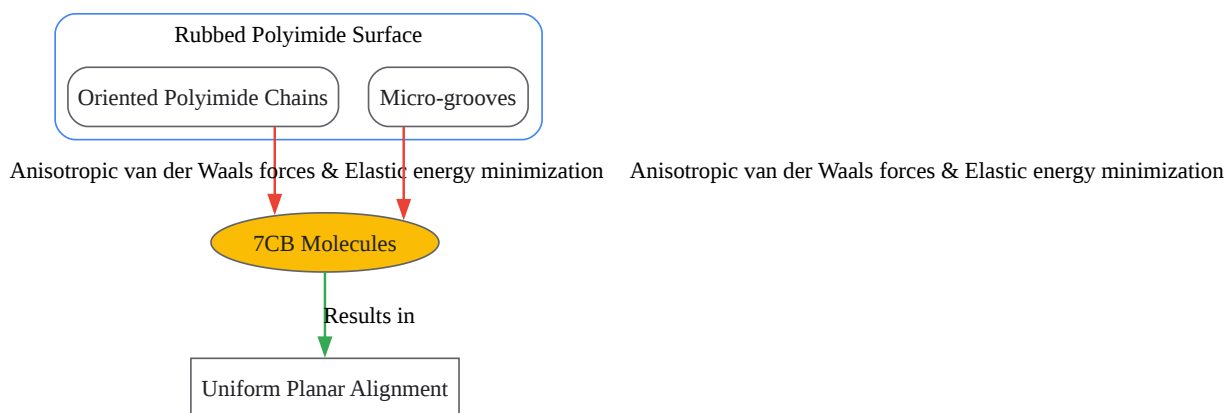 Rubbed Polyimide Surface
Oriented Polyimide Chains
Micro-grooves
Anisotropic van der Waals forces & Elastic energy minimization
Anisotropic van der Waals forces & Elastic energy minimization
7CB Molecules
Results in
Uniform Planar Alignment